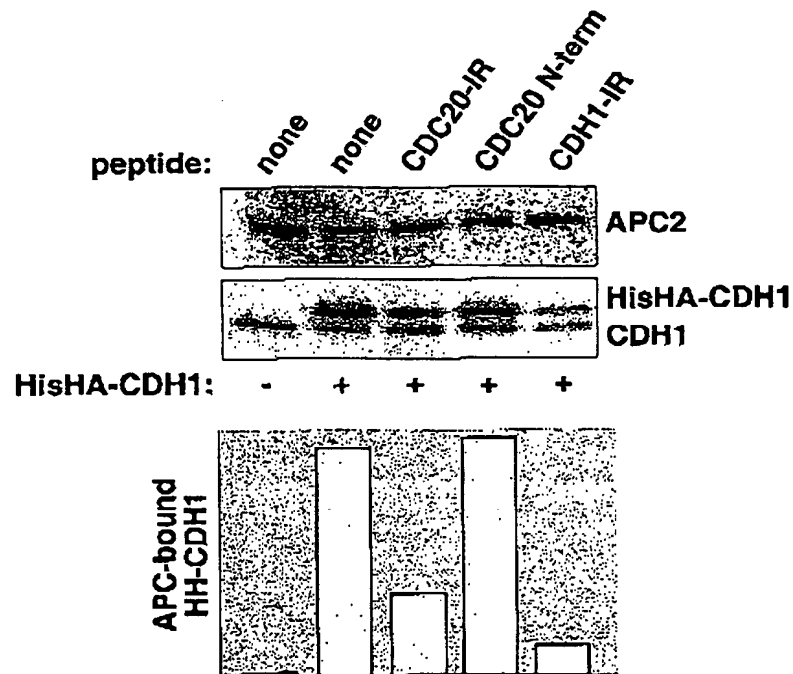 peptide: none none CDC20-IR CDC20 N-term CDH1-IR
APC2
HisHA-CDH1
CDH1
HisHA-CDH1: - + + + +
APC-bound
HH-CDH1